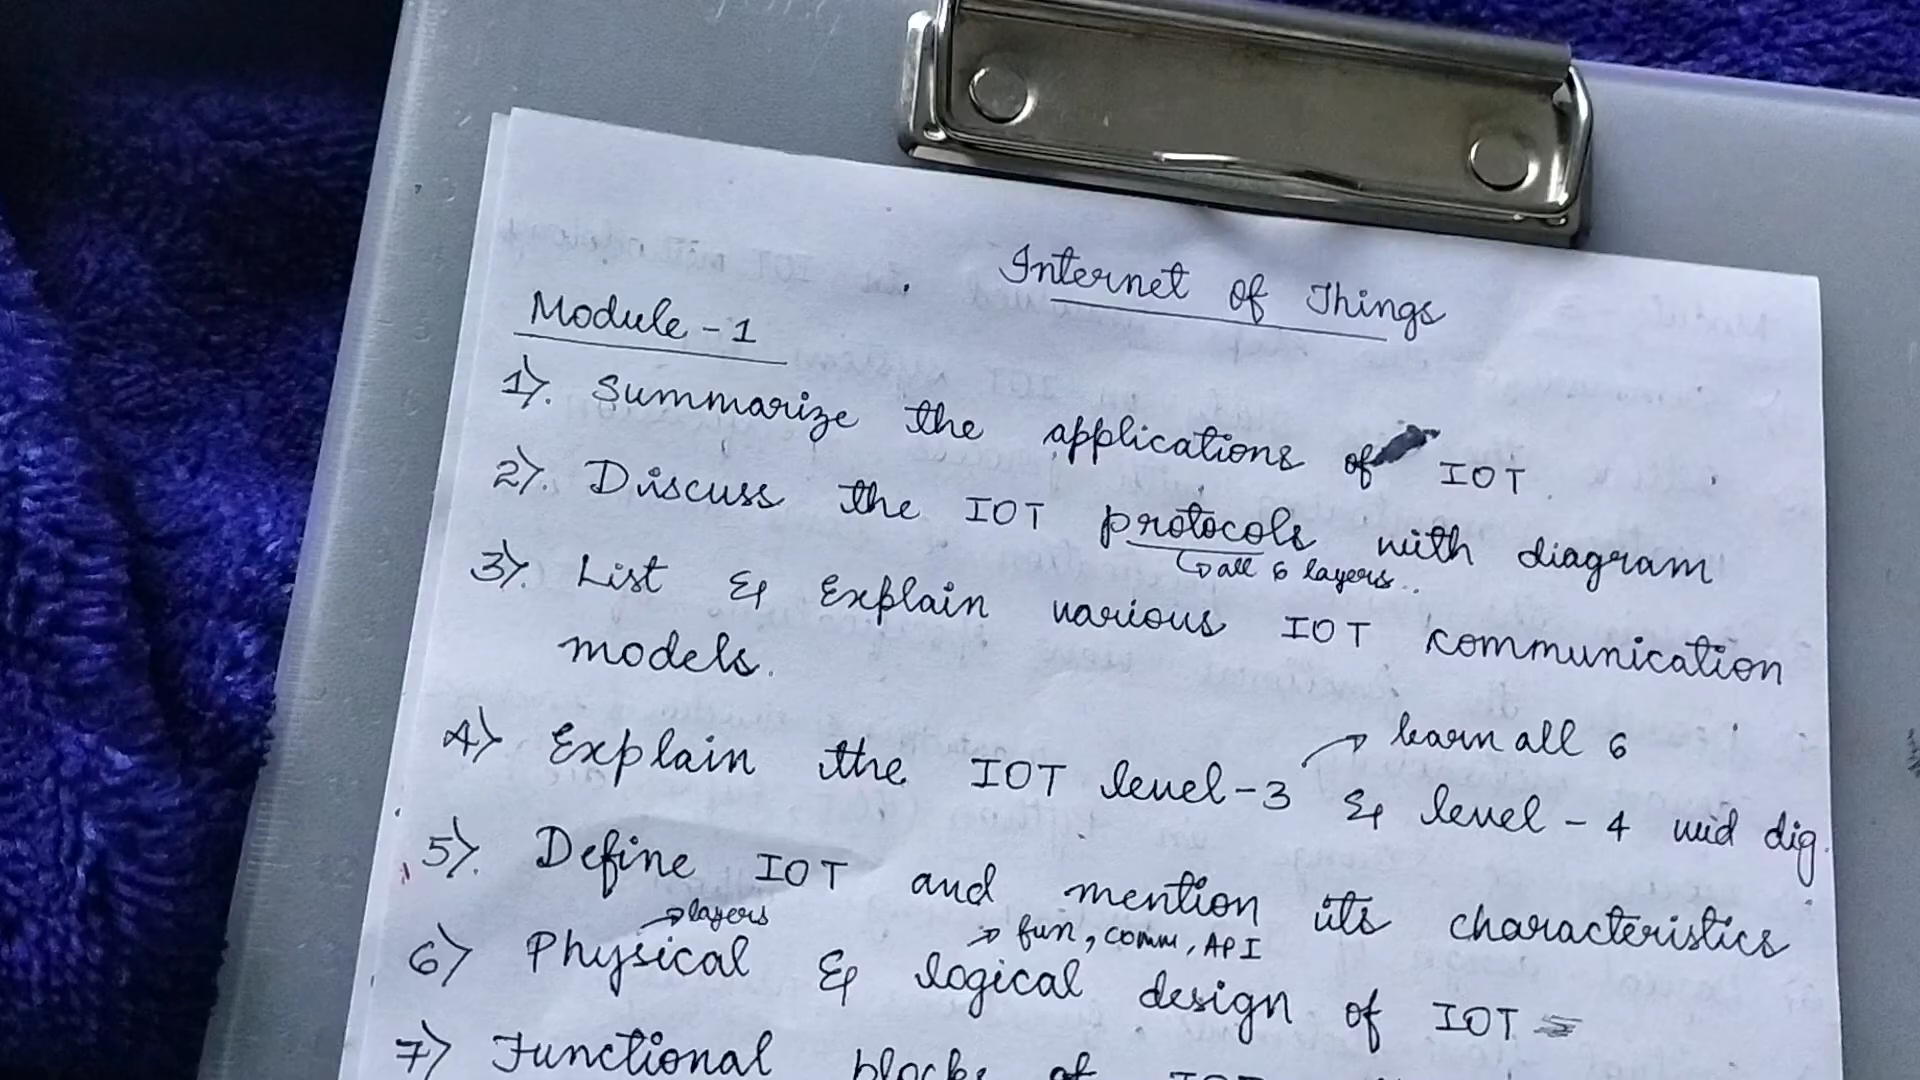 Internet of Things
Module - 1
1). Summarize the applications of IOT
2). Discuss the IOT protocols with diagram
↳ all 6 layers..
3). List & Explain various IOT communication
models.
→ learn all 6
4) Explain the IOT level-3 & level - 4 wid dig.
5). Define IOT and mention its characteristics
→ layers
→ fun, comm, API
6) Physical & logical design of IOT
7) Functional blocks of IOT